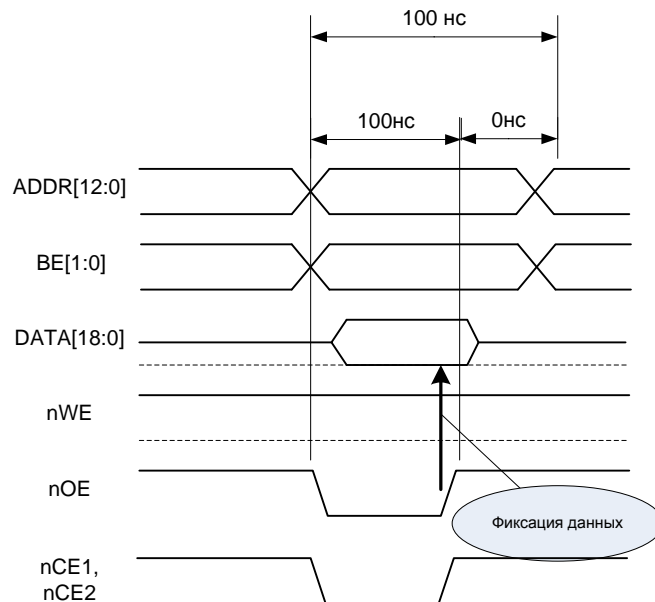 100 нс
100нс
0нс
ADDR[12:0]
BE[1:0]
DATA[18:0]
nWE
nOE
Фиксация данных
nCE1,
nCE2